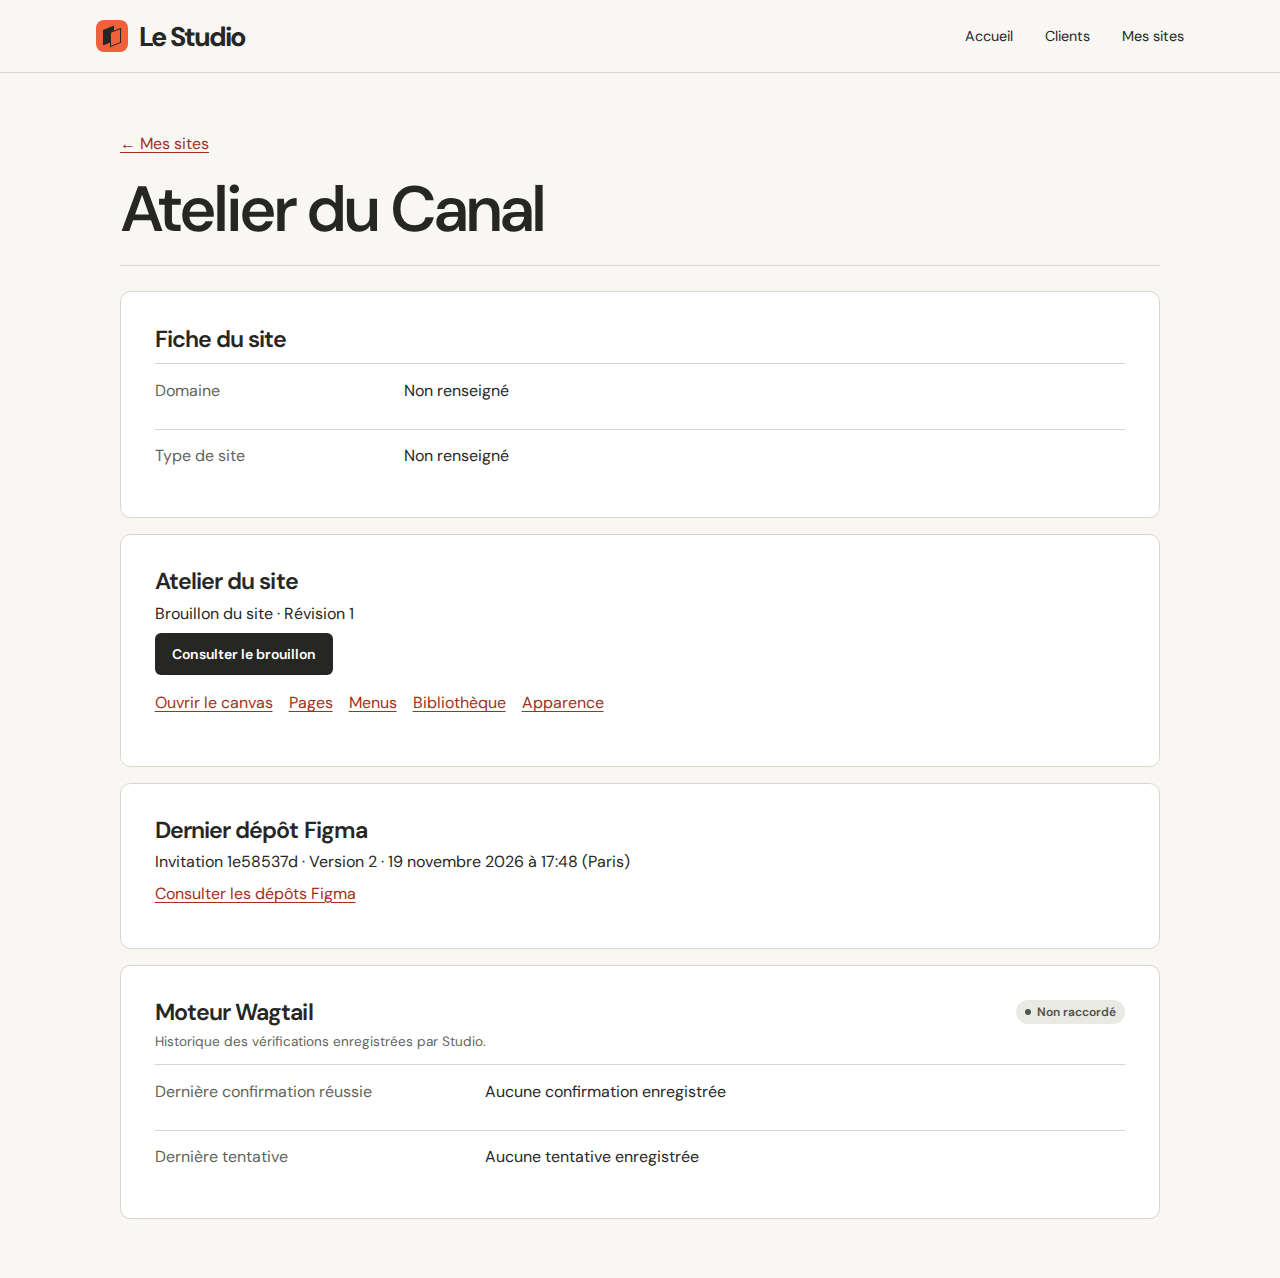 Le Studio
Accueil
Clients
Mes sites
← Mes sites
Atelier du Canal
Fiche du site
Domaine
Non renseigné
Type de site
Non renseigné
Atelier du site
Brouillon du site · Révision 1
Consulter le brouillon
Ouvrir le canvas
Pages
Menus
Bibliothèque
Apparence
Dernier dépôt Figma
Invitation 1e58537d · Version 2 · 19 novembre 2026 à 17:48 (Paris)
Consulter les dépôts Figma
Moteur Wagtail
Non raccordé
Historique des vérifications enregistrées par Studio.
Dernière confirmation réussie
Aucune confirmation enregistrée
Dernière tentative
Aucune tentative enregistrée